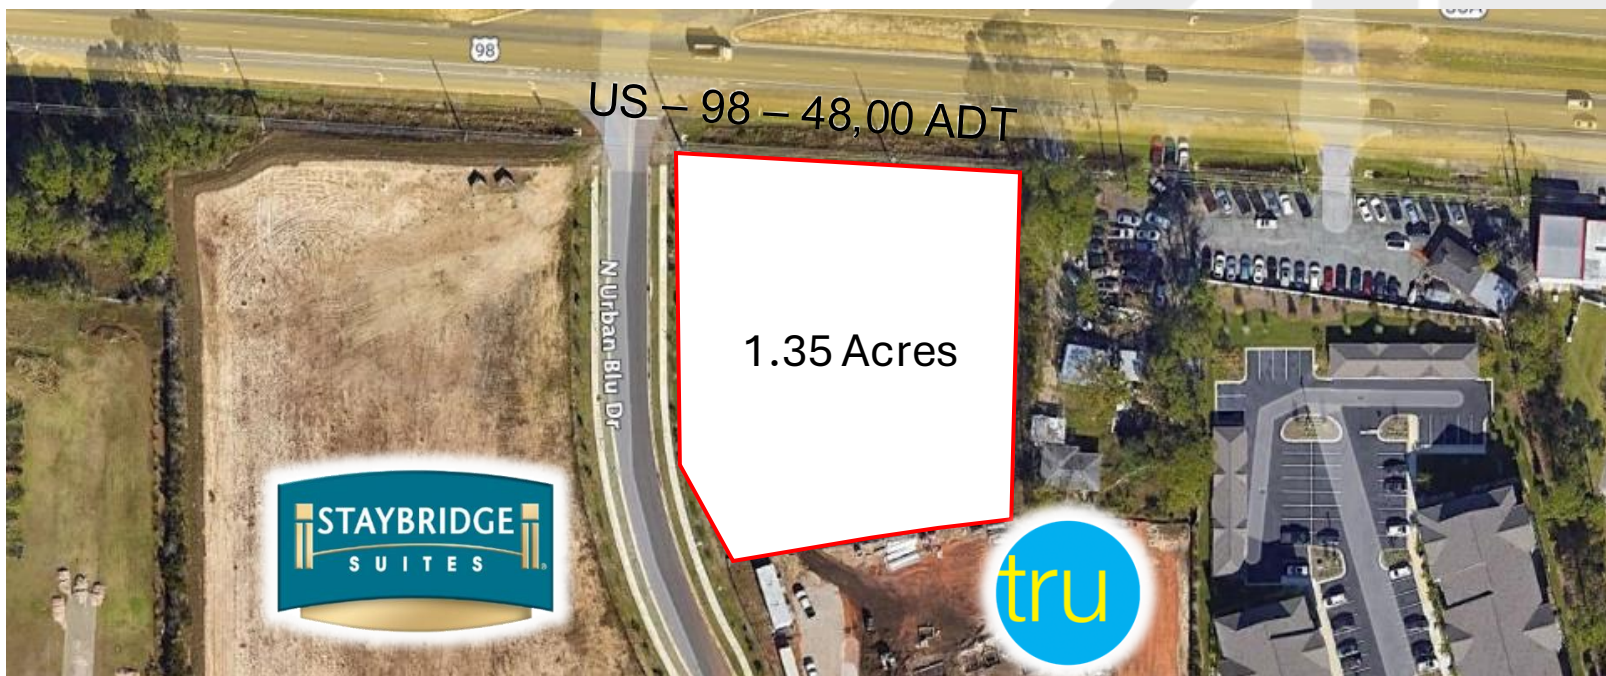 98
US – 98 – 48,00 ADT
N Urban Blu Dr
1.35 Acres
STAYBRIDGE
SUITES
tru